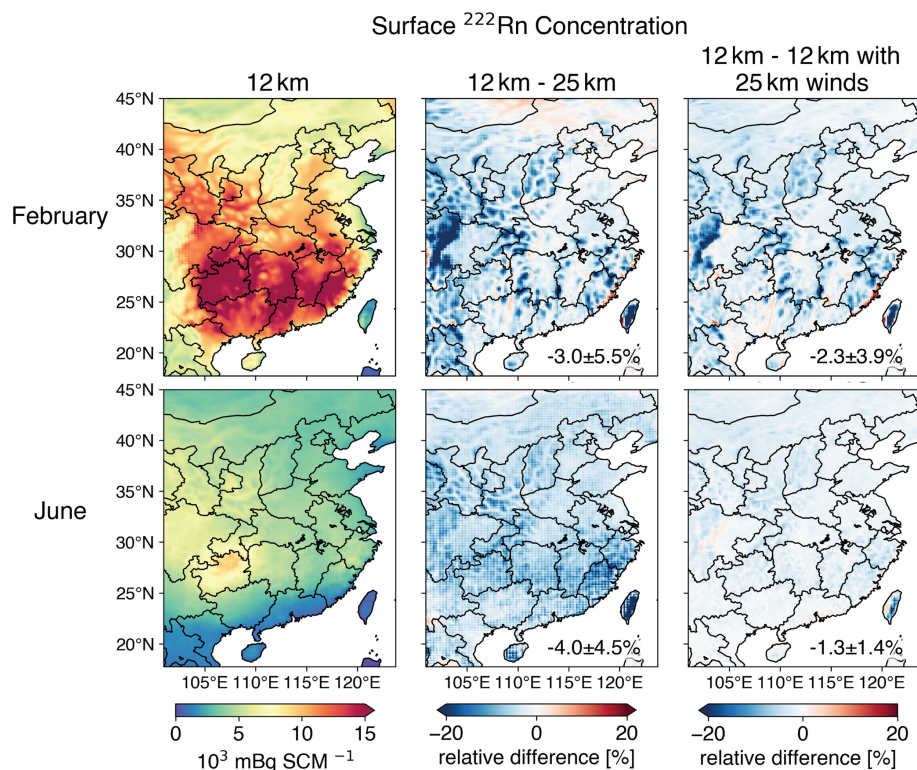 Surface ²²²Rn Concentration
12 km
12 km - 25 km
12 km - 12 km with
25 km winds
February
45°N
40°N
35°N
30°N
25°N
20°N
-3.0±5.5%
-2.3±3.9%
June
45°N
40°N
35°N
30°N
25°N
20°N
-4.0±4.5%
-1.3±1.4%
105°E 110°E 115°E 120°E
105°E 110°E 115°E 120°E
105°E 110°E 115°E 120°E
0 5 10 15
10³ mBq SCM ⁻¹
−20 0 20
relative difference [%]
−20 0 20
relative difference [%]